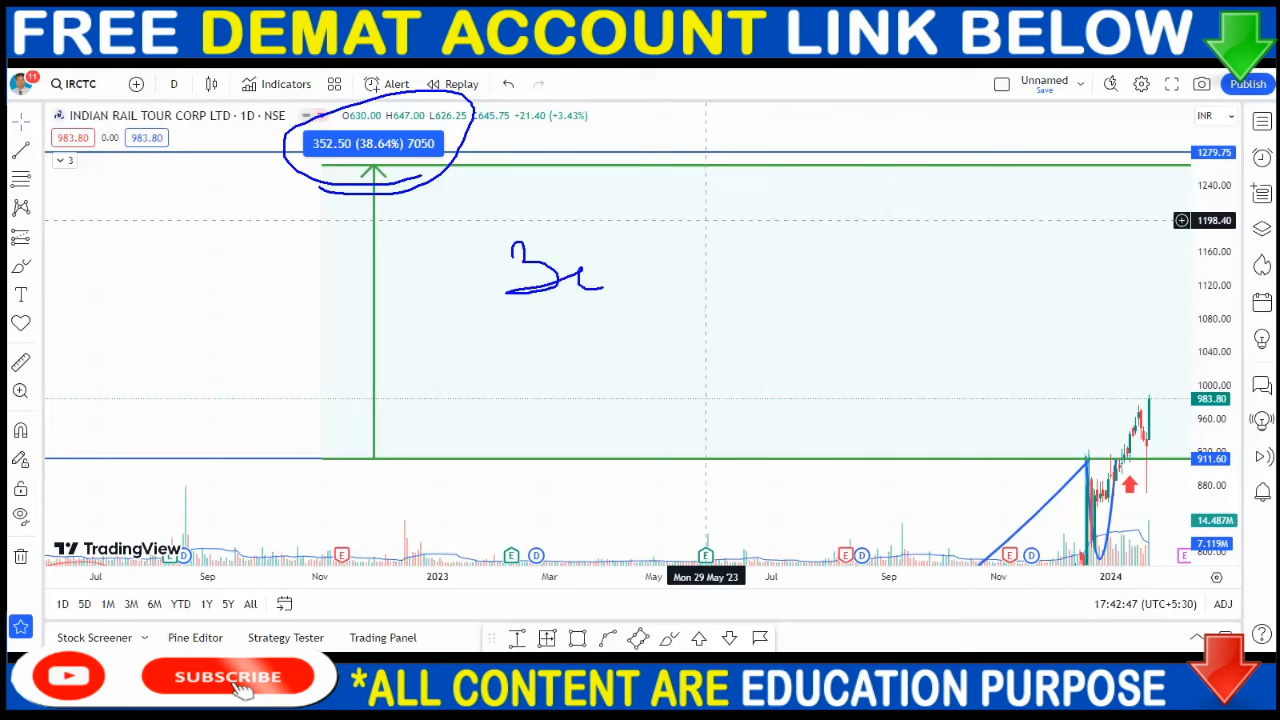 FREE DEMAT ACCOUNT LINK BELOW
11 IRCTC D Indicators Alert Replay Unnamed Save Publish
INDIAN RAIL TOUR CORP LTD · 1D · NSE O630.00 H647.00 L626.25 C645.75 +21.40 (+3.43%) INR
983.80 0.00 983.80
352.50 (38.64%) 7050
1279.75
3
1240.00
1198.40
1160.00
1120.00
1080.00
1040.00
1000.00
983.80
960.00
911.60
880.00
14.487M
7.119M
TradingView
E D E E D E E D E D E
Jul Sep Nov 2023 Mar May Mon 29 May '23 Jul Sep Nov 2024
1D 5D 1M 3M 6M YTD 1Y 5Y All 17:42:47 (UTC+5:30) ADJ
Stock Screener Pine Editor Strategy Tester Trading Panel
SUBSCRIBE
*ALL CONTENT ARE EDUCATION PURPOSE